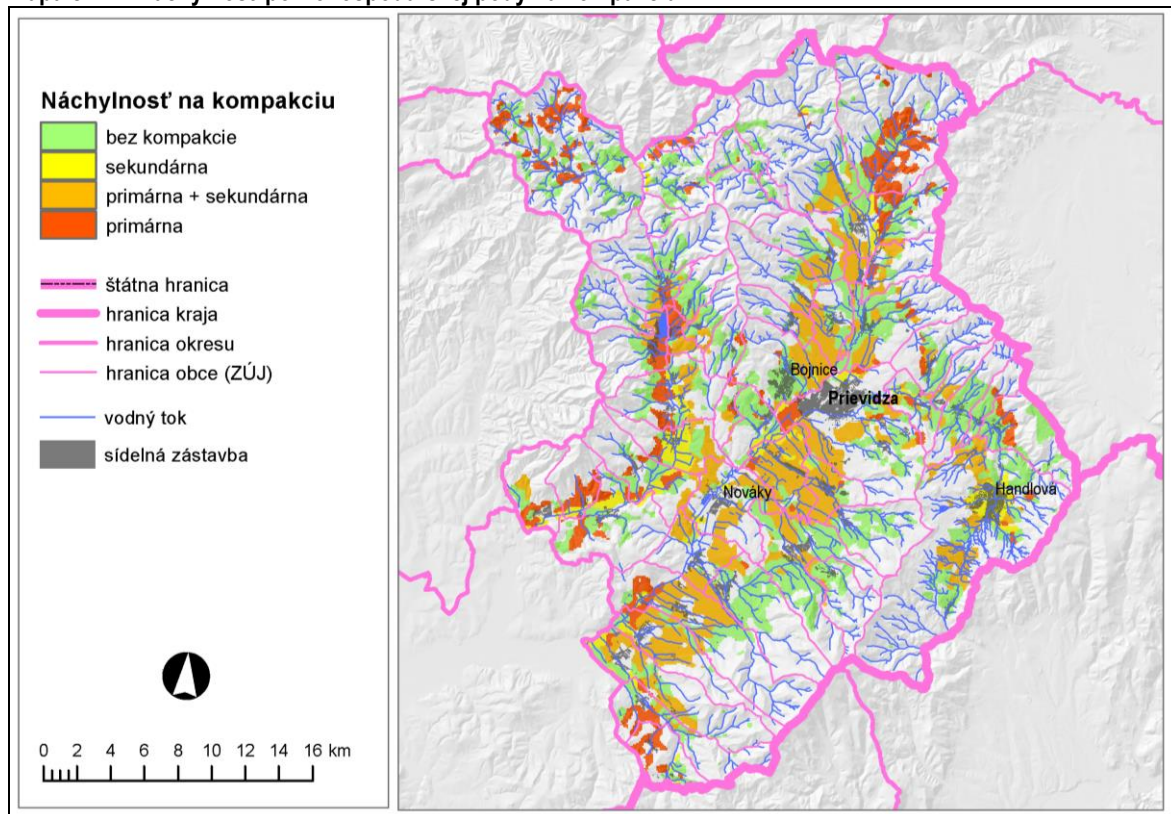 Náchylnosť na kompakciu
bez kompakcie
sekundárna
primárna + sekundárna
primárna
štátna hranica
hranica kraja
hranica okresu
hranica obce (ZÚJ)
vodný tok
sídelná zástavba
0 2 4 6 8 10 12 14 16 km
Bojnice
Prievidza
Nováky
Handlová